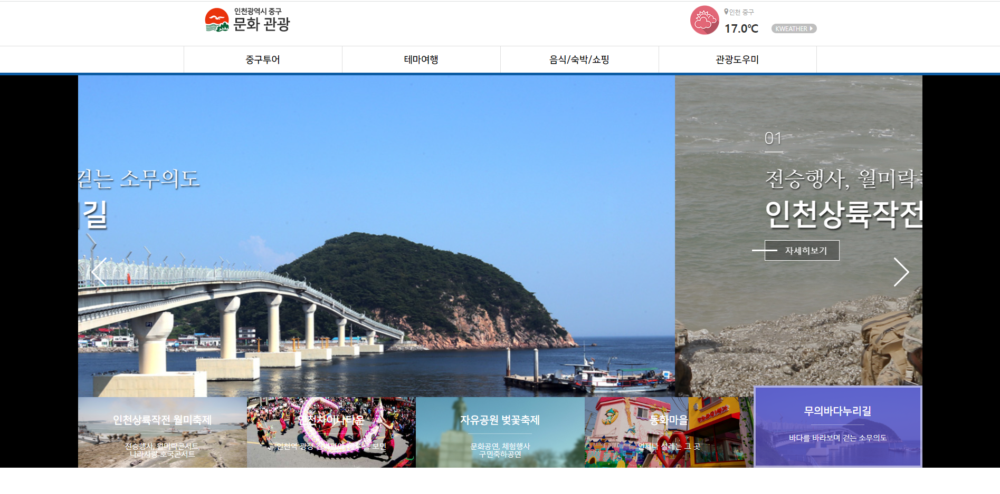 인천광역시 중구
문화 관광
인천 중구
17.0℃
KWEATHER
중구투어
테마여행
음식/숙박/쇼핑
관광도우미
걷는 소무의도
길
01
전승행사, 월미락
인천상륙작전
자세히보기
인천상륙작전 월미축제
전승행사, 월미락콘서트,
나라사랑 호국콘서트
인천차이나타운
인천역 광장 건너편의 패루를 보면
자유공원 벚꽃축제
문화공연, 체험행사
구민축하공연
동화마을
언제나 설레는 그 곳
무의바다누리길
바다를 바라보며 걷는 소무의도